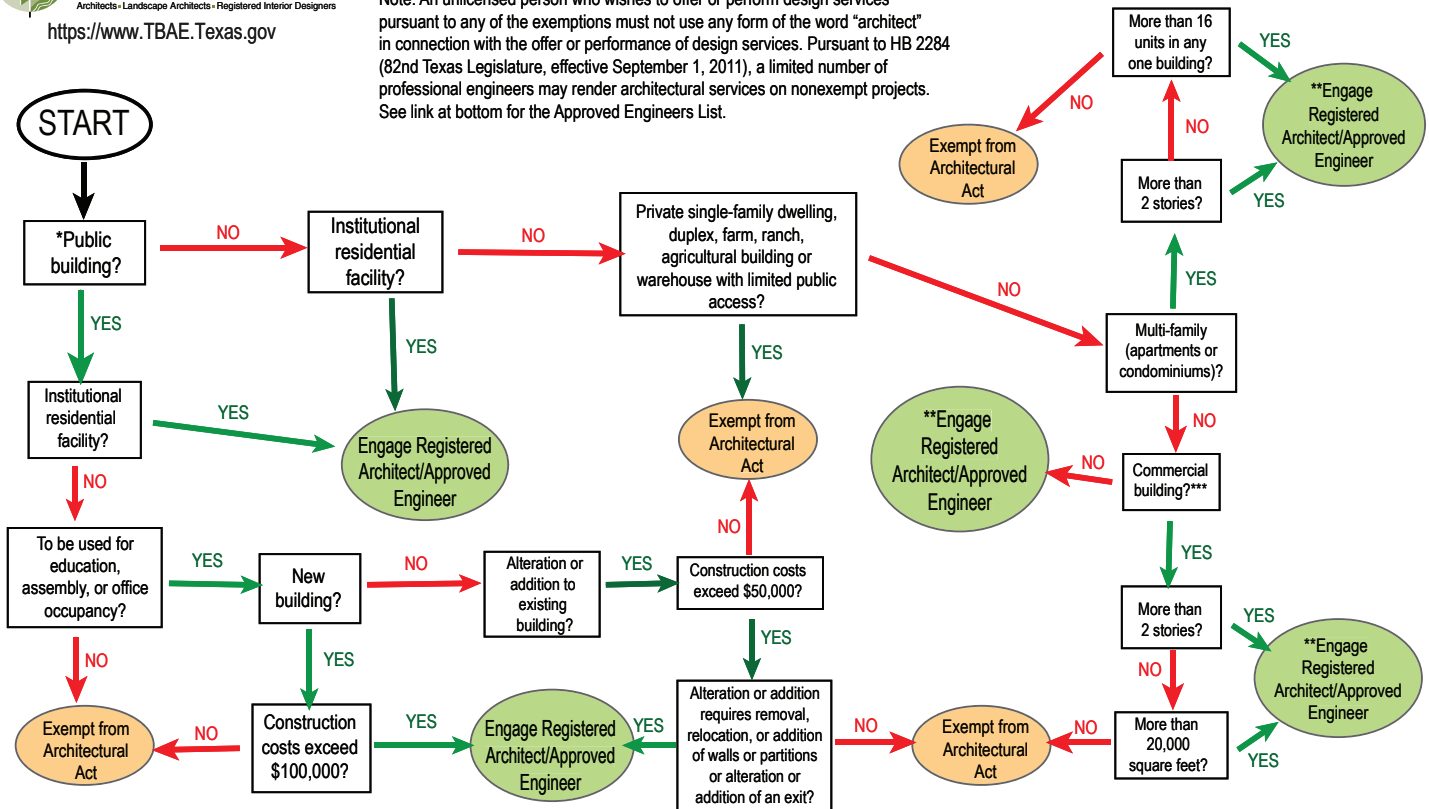 Architects▪Landscape Architects▪Registered Interior Designers
https://www.TBAE.Texas.gov
Note: An unlicensed person who wishes to offer or perform design services
pursuant to any of the exemptions must not use any form of the word “architect”
in connection with the offer or performance of design services. Pursuant to HB 2284
(82nd Texas Legislature, effective September 1, 2011), a limited number of
professional engineers may render architectural services on nonexempt projects.
See link at bottom for the Approved Engineers List.
START
*Public
building?
NO
Institutional
residential
facility?
NO
Private single-family dwelling,
duplex, farm, ranch,
agricultural building or
warehouse with limited public
access?
NO
Multi-family
(apartments or
condominiums)?
YES
More than
2 stories?
NO
YES
More than 16
units in any
one building?
YES
NO
**Engage
Registered
Architect/Approved
Engineer
Exempt from
Architectural
Act
YES
Institutional
residential
facility?
YES
YES
Engage Registered
Architect/Approved
Engineer
YES
Exempt from
Architectural
Act
NO
Commercial
building?***
NO
**Engage
Registered
Architect/Approved
Engineer
NO
To be used for
education,
assembly, or office
occupancy?
YES
New
building?
NO
Alteration or
addition to
existing
building?
YES
Construction costs
exceed $50,000?
NO
YES
YES
More than
2 stories?
YES
NO
**Engage
Registered
Architect/Approved
Engineer
NO
Exempt from
Architectural
Act
NO
YES
Construction
costs exceed
$100,000?
YES
Engage Registered
Architect/Approved
Engineer
YES
Alteration or addition
requires removal,
relocation, or addition
of walls or partitions
or alteration or
addition of an exit?
NO
Exempt from
Architectural
Act
NO
More than
20,000
square feet?
YES